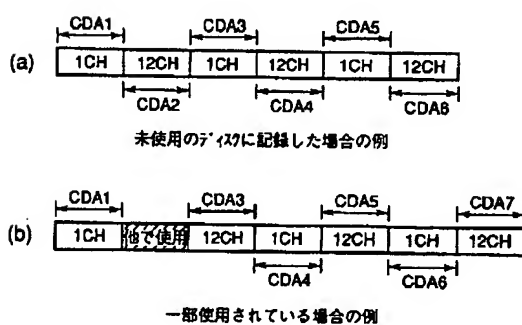 CDA1 CDA3 CDA5
(a) 1CH 12CH 1CH 12CH 1CH 12CH
CDA2 CDA4 CDA6
未使用のディスクに記録した場合の例
CDA1 CDA3 CDA5 CDA7
(b) 1CH 他で使用 12CH 1CH 12CH 1CH 12CH
CDA4 CDA6
一部使用されている場合の例